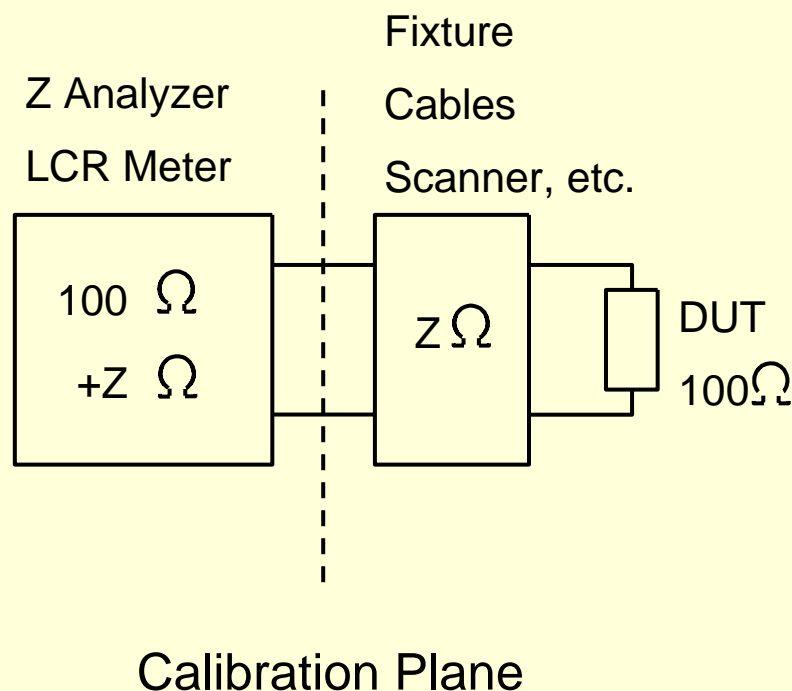 Z Analyzer
LCR Meter
Fixture
Cables
Scanner, etc.
100 Ω
+Z Ω
Z Ω
DUT
100Ω
Calibration Plane